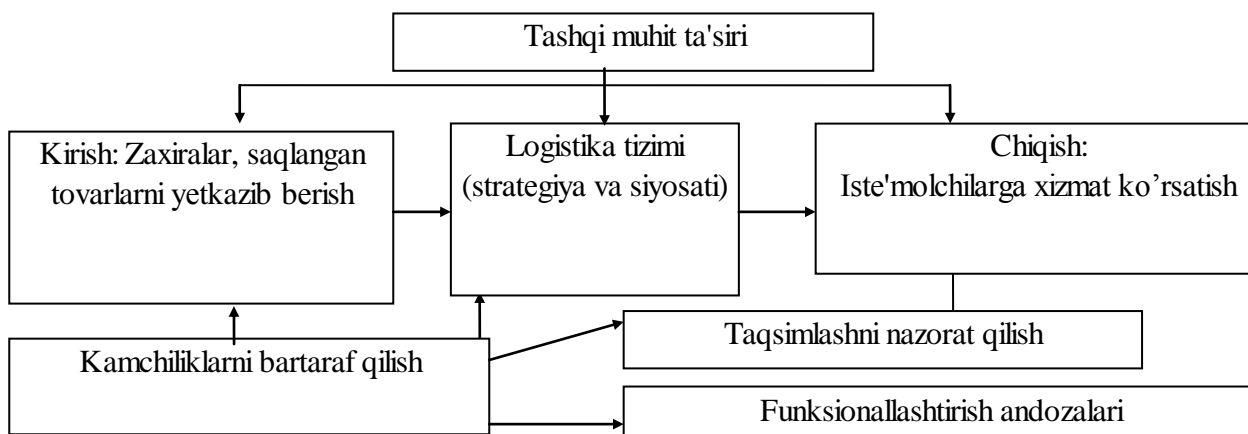 Tashqi muhit ta'siri
Kirish: Zaxiralar, saqlangan
tovarlarni yetkazib berish
Logistika tizimi
(strategiya va siyosati)
Chiqish:
Iste'molchilarga xizmat ko’rsatish
Kamchiliklarni bartaraf qilish
Taqsimlashni nazorat qilish
Funksionallashtirish andozalari